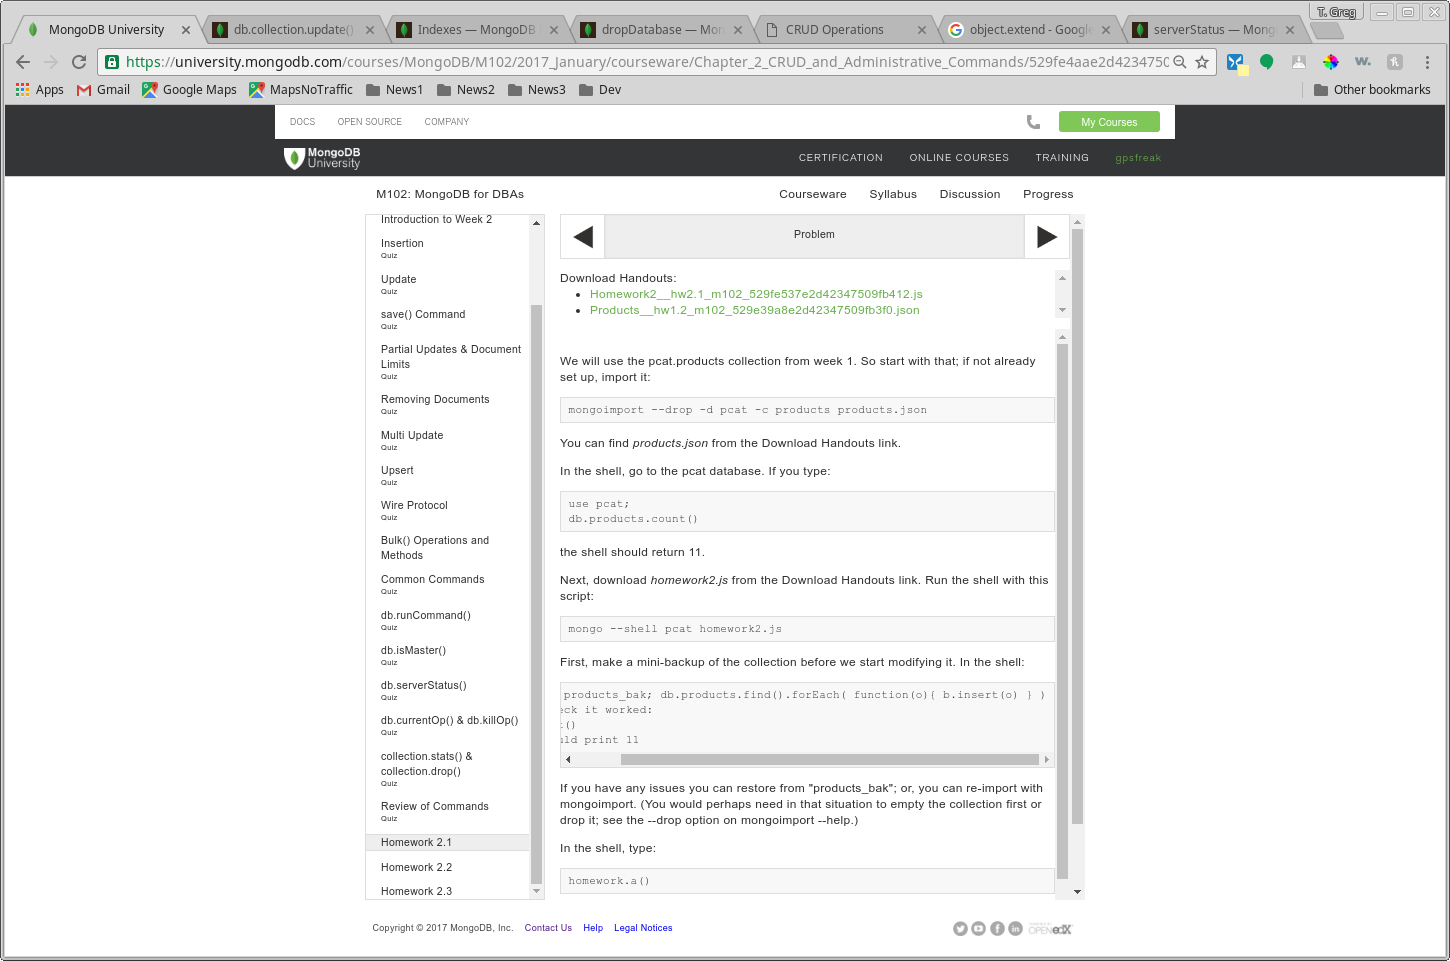 T. Greg
MongoDB University
db.collection.update()
Indexes — MongoDB
dropDatabase — Mon
CRUD Operations
object.extend - Google
serverStatus — Mong
https://university.mongodb.com/courses/MongoDB/M102/2017_January/courseware/Chapter_2_CRUD_and_Administrative_Commands/529fe4aae2d4234750
Apps
Gmail
Google Maps
MapsNoTraffic
News1
News2
News3
Dev
Other bookmarks
DOCS
OPEN SOURCE
COMPANY
My Courses
MongoDB
University
CERTIFICATION
ONLINE COURSES
TRAINING
gpsfreak
M102: MongoDB for DBAs
Courseware
Syllabus
Discussion
Progress
Introduction to Week 2
Insertion
Quiz
Update
Quiz
save() Command
Quiz
Partial Updates & Document
Limits
Quiz
Removing Documents
Quiz
Multi Update
Quiz
Upsert
Quiz
Wire Protocol
Quiz
Bulk() Operations and
Methods
Common Commands
Quiz
db.runCommand()
Quiz
db.isMaster()
Quiz
db.serverStatus()
Quiz
db.currentOp() & db.killOp()
Quiz
collection.stats() &
collection.drop()
Quiz
Review of Commands
Quiz
Homework 2.1
Homework 2.2
Homework 2.3
Problem
Download Handouts:
Homework2__hw2.1_m102_529fe537e2d42347509fb412.js
Products__hw1.2_m102_529e39a8e2d42347509fb3f0.json
We will use the pcat.products collection from week 1. So start with that; if not already
set up, import it:
mongoimport --drop -d pcat -c products products.json
You can find products.json from the Download Handouts link.
In the shell, go to the pcat database. If you type:
use pcat;
db.products.count()
the shell should return 11.
Next, download homework2.js from the Download Handouts link. Run the shell with this
script:
mongo --shell pcat homework2.js
First, make a mini-backup of the collection before we start modifying it. In the shell:
products_bak; db.products.find().forEach( function(o){ b.insert(o) } )
eck it worked:
t()
uld print 11
If you have any issues you can restore from "products_bak"; or, you can re-import with
mongoimport. (You would perhaps need in that situation to empty the collection first or
drop it; see the --drop option on mongoimport --help.)
In the shell, type:
homework.a()
Copyright © 2017 MongoDB, Inc.
Contact Us
Help
Legal Notices
OPENedX